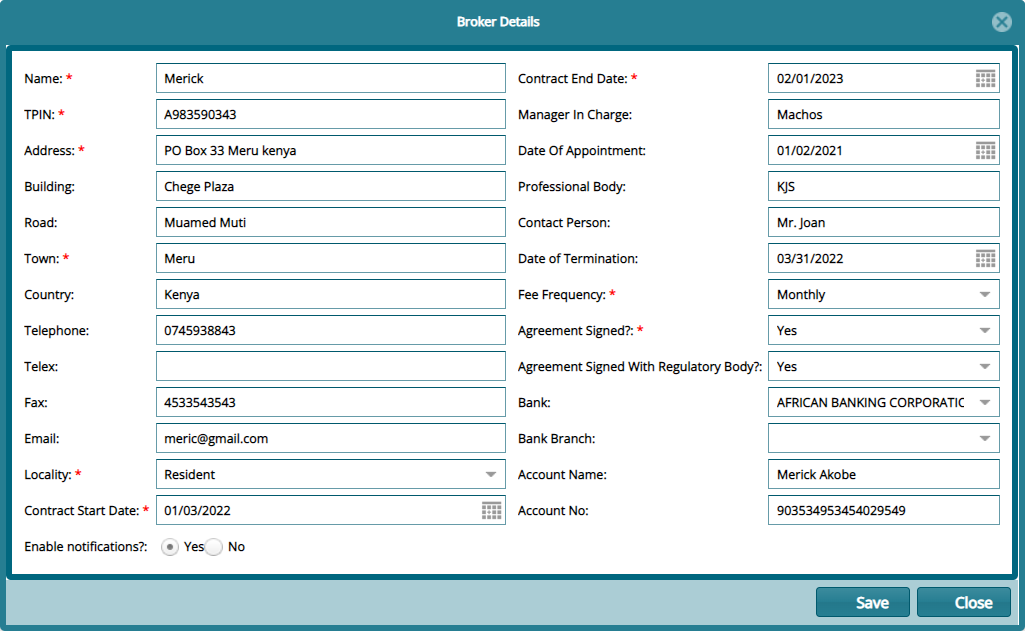 Broker Details
Name: * Merick
TPIN: * A983590343
Address: * PO Box 33 Meru kenya
Building: Chege Plaza
Road: Muamed Muti
Town: * Meru
Country: Kenya
Telephone: 0745938843
Telex:
Fax: 4533543543
Email: meric@gmail.com
Locality: * Resident
Contract Start Date: * 01/03/2022
Enable notifications?: Yes No
Contract End Date: * 02/01/2023
Manager In Charge: Machos
Date Of Appointment: 01/02/2021
Professional Body: KJS
Contact Person: Mr. Joan
Date of Termination: 03/31/2022
Fee Frequency: * Monthly
Agreement Signed?: * Yes
Agreement Signed With Regulatory Body?: Yes
Bank: AFRICAN BANKING CORPORATIO
Bank Branch:
Account Name: Merick Akobe
Account No: 903534953454029549
Save Close